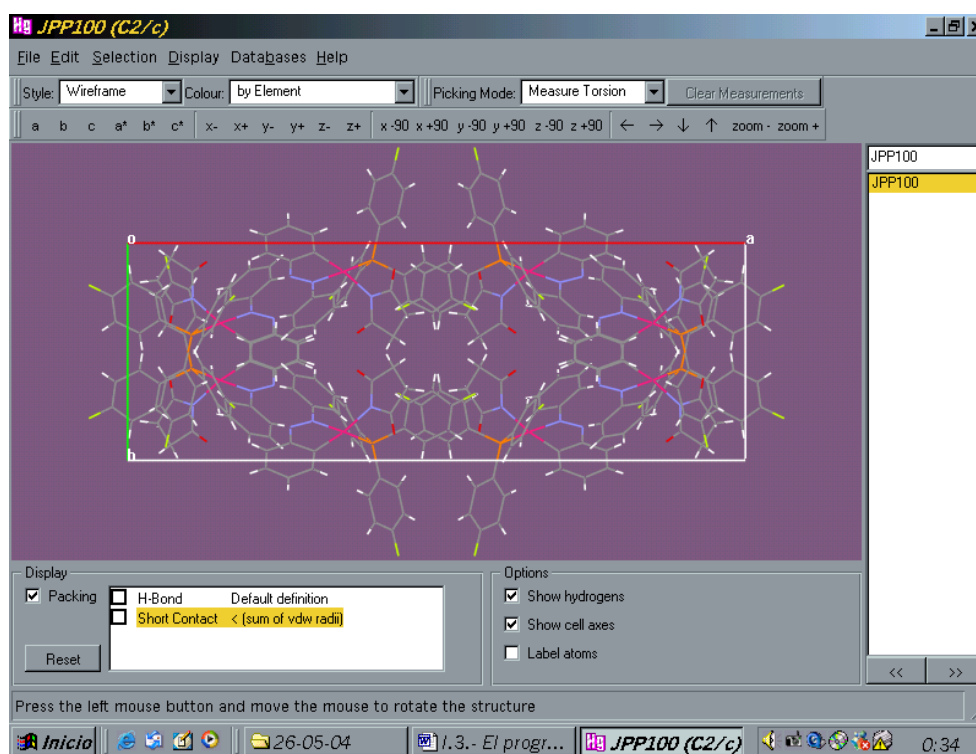 Hg JPP100 (C2/c)
File Edit Selection Display Databases Help
Style: Wireframe Colour: by Element Picking Mode: Measure Torsion Clear Measurements
a b c a* b* c* x- x+ y- y+ z- z+ x -90 x +90 y -90 y +90 z -90 z +90 ← → ↓ ↑ zoom - zoom +
JPP100
JPP100
o a
b
Display
Packing
H-Bond Default definition
Short Contact < (sum of vdw radii)
Reset
Options
Show hydrogens
Show cell axes
Label atoms
<< >>
Press the left mouse button and move the mouse to rotate the structure
Inicio 26-05-04 I.3.- El progr... Hg JPP100 (C2/c) 0:34